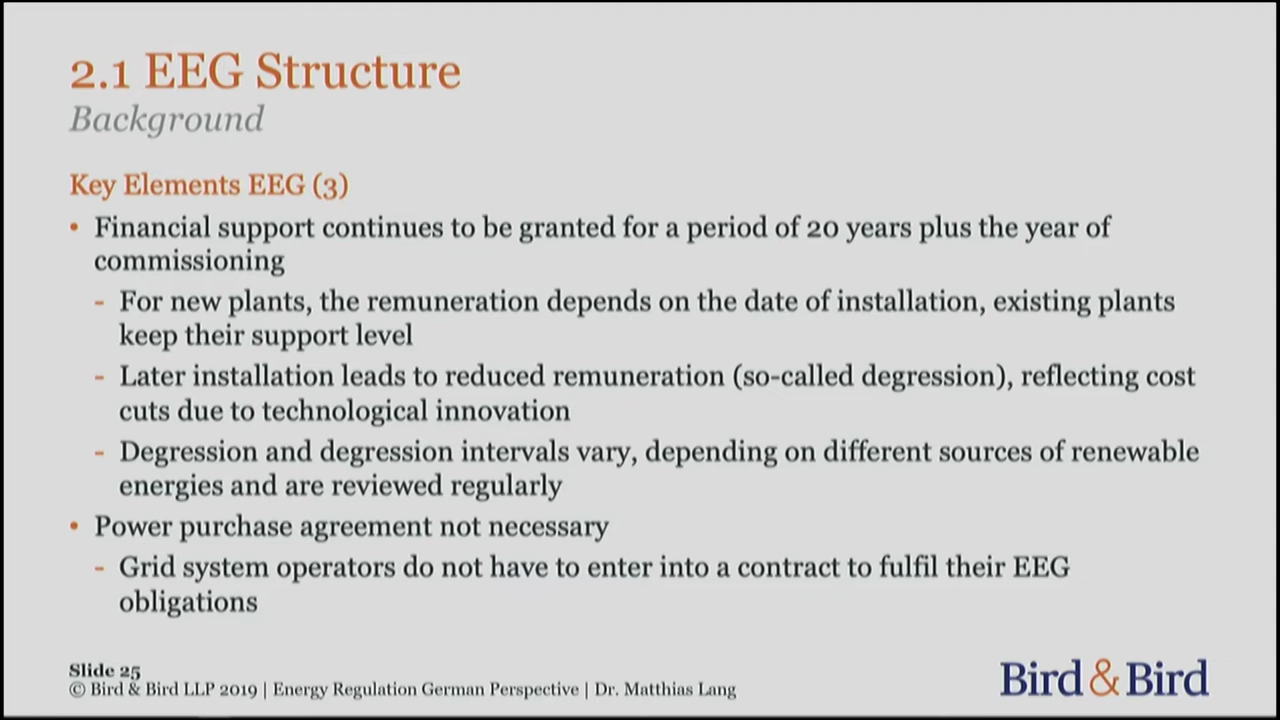 2.1 EEG Structure
Background
Key Elements EEG (3)
• Financial support continues to be granted for a period of 20 years plus the year of
commissioning
- For new plants, the remuneration depends on the date of installation, existing plants
keep their support level
- Later installation leads to reduced remuneration (so-called degression), reflecting cost
cuts due to technological innovation
- Degression and degression intervals vary, depending on different sources of renewable
energies and are reviewed regularly
• Power purchase agreement not necessary
- Grid system operators do not have to enter into a contract to fulfil their EEG
obligations
Slide 25
© Bird & Bird LLP 2019 | Energy Regulation German Perspective | Dr. Matthias Lang
Bird & Bird